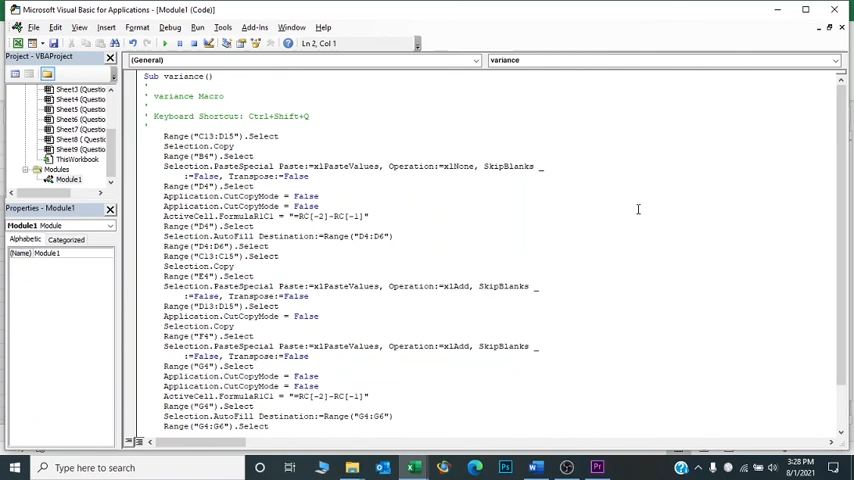 Microsoft Visual Basic for Applications - [Module1 (Code)]
File Edit View Insert Format Debug Run Tools Add-Ins Window Help
Ln 2, Col 1
Project - VBAProject
(General)
variance
Sheet3 (Questio
Sheet4 (Questio
Sheet5 (Questio
Sheet6 (Questio
Sheet7 (Questio
Sheet8 ( Questio
Sheet9 (Questio
ThisWorkbook
Modules
Module1
Properties - Module1
Module1 Module
Alphabetic Categorized
(Name) Module1
Sub variance()
'
' variance Macro
'
' Keyboard Shortcut: Ctrl+Shift+Q
'
Range("C13:D15").Select
Selection.Copy
Range("B4").Select
Selection.PasteSpecial Paste:=xlPasteValues, Operation:=xlNone, SkipBlanks _
:=False, Transpose:=False
Range("D4").Select
Application.CutCopyMode = False
Application.CutCopyMode = False
ActiveCell.FormulaR1C1 = "=RC[-2]-RC[-1]"
Range("D4").Select
Selection.AutoFill Destination:=Range("D4:D6")
Range("D4:D6").Select
Range("C13:C15").Select
Selection.Copy
Range("E4").Select
Selection.PasteSpecial Paste:=xlPasteValues, Operation:=xlAdd, SkipBlanks _
:=False, Transpose:=False
Range("D13:D15").Select
Application.CutCopyMode = False
Selection.Copy
Range("F4").Select
Selection.PasteSpecial Paste:=xlPasteValues, Operation:=xlAdd, SkipBlanks _
:=False, Transpose:=False
Range("G4").Select
Application.CutCopyMode = False
Application.CutCopyMode = False
ActiveCell.FormulaR1C1 = "=RC[-2]-RC[-1]"
Range("G4").Select
Selection.AutoFill Destination:=Range("G4:G6")
Range("G4:G6").Select
Type here to search
3:28 PM
8/1/2021